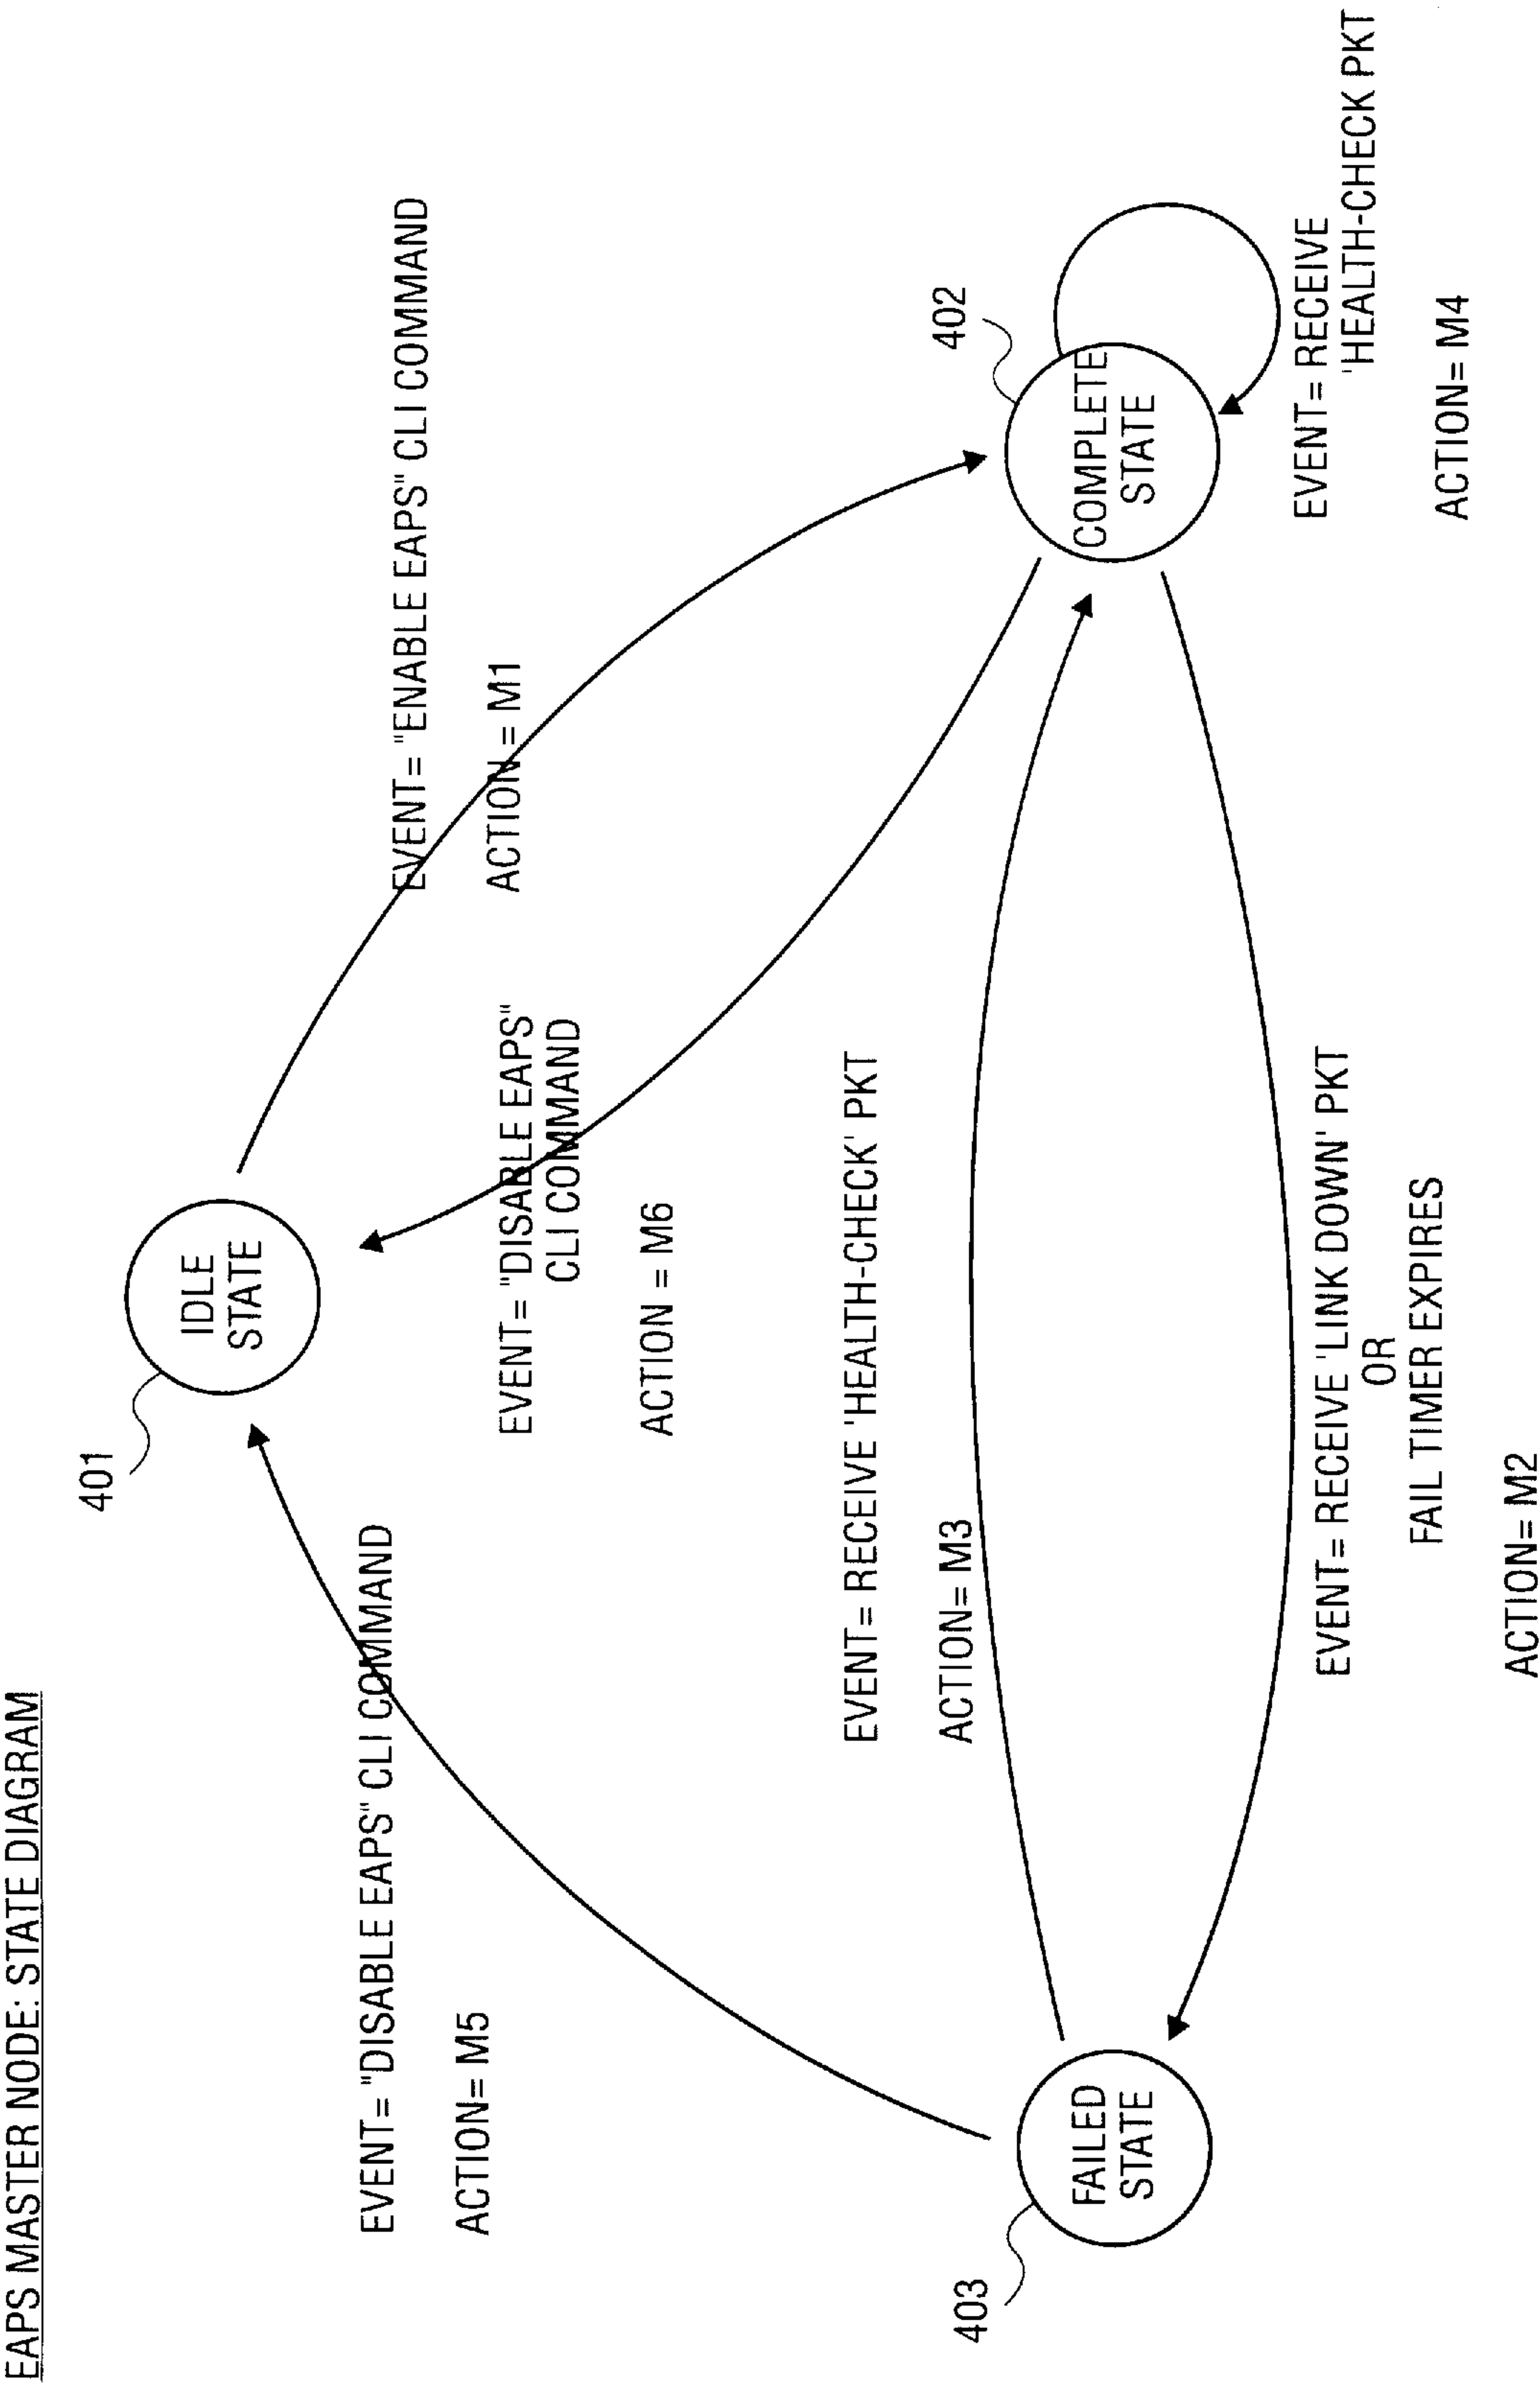 EAPS MASTER NODE: STATE DIAGRAM
401
IDLE
STATE
EVENT= "DISABLE EAPS" CLI COMMAND
ACTION= M5
EVENT= "ENABLE EAPS" CLI COMMAND
ACTION = M1
EVENT= "DISABLE EAPS"
CLI COMMAND
ACTION = M6
EVENT= RECEIVE 'HEALTH-CHECK' PKT
ACTION= M3
403
FAILED
STATE
402
COMPLETE
STATE
EVENT= RECEIVE 'LINK DOWN' PKT
OR
FAIL TIMER EXPIRES
ACTION= M2
EVENT= RECEIVE
'HEALTH-CHECK PKT
ACTION= M4